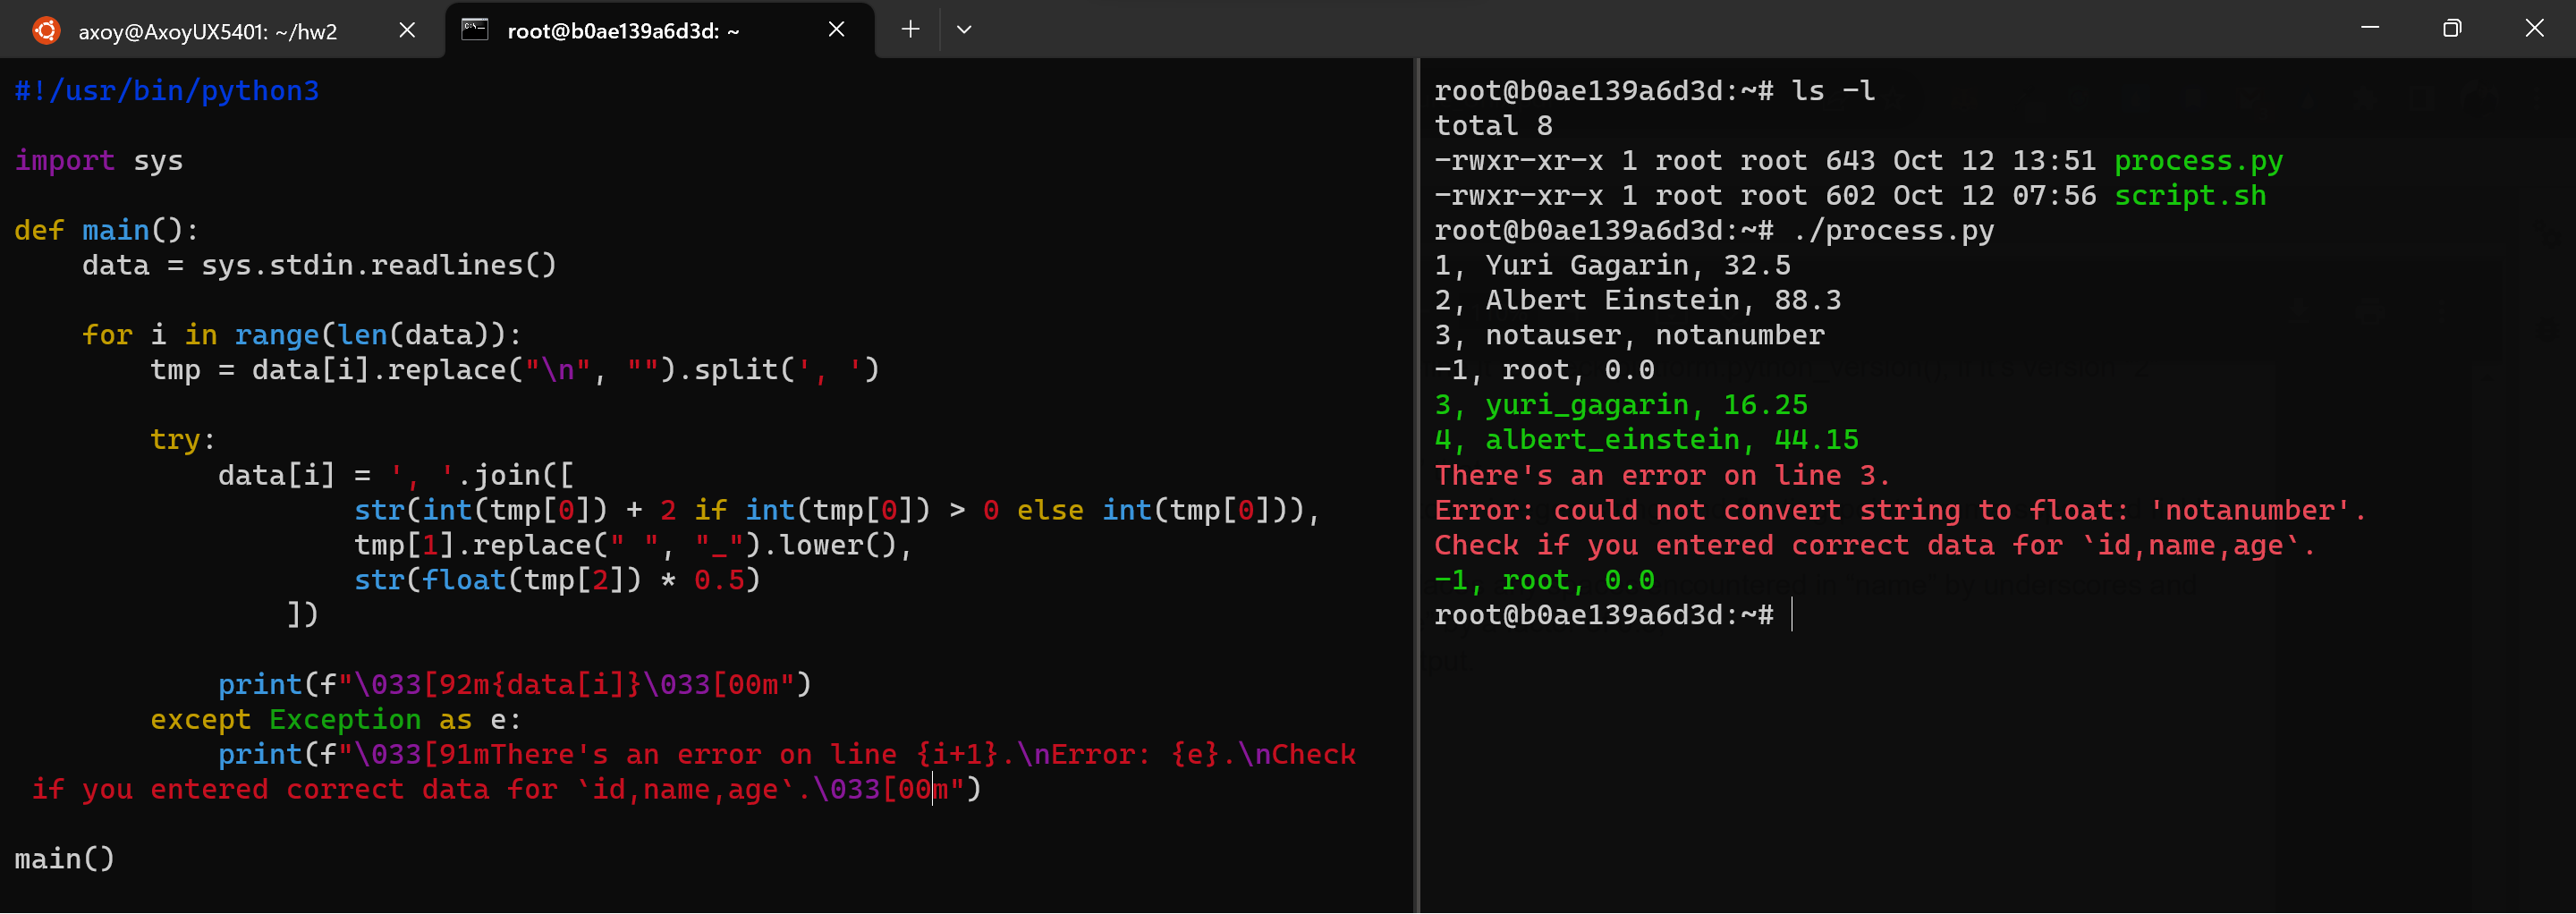 axoy@AxoyUX5401: ~/hw2
root@b0ae139a6d3d: ~
#!/usr/bin/python3
import sys
def main():
    data = sys.stdin.readlines()
    for i in range(len(data)):
        tmp = data[i].replace("\n", "").split(', ')
        try:
            data[i] = ', '.join([
                    str(int(tmp[0]) + 2 if int(tmp[0]) > 0 else int(tmp[0])),
                    tmp[1].replace(" ", "_").lower(),
                    str(float(tmp[2]) * 0.5)
                ])
            print(f"\033[92m{data[i]}\033[00m")
        except Exception as e:
            print(f"\033[91mThere's an error on line {i+1}.\nError: {e}.\nCheck
 if you entered correct data for `id,name,age`.\033[00m")
main()
root@b0ae139a6d3d:~# ls -l
total 8
-rwxr-xr-x 1 root root 643 Oct 12 13:51 process.py
-rwxr-xr-x 1 root root 602 Oct 12 07:56 script.sh
root@b0ae139a6d3d:~# ./process.py
1, Yuri Gagarin, 32.5
2, Albert Einstein, 88.3
3, notauser, notanumber
-1, root, 0.0
3, yuri_gagarin, 16.25
4, albert_einstein, 44.15
There's an error on line 3.
Error: could not convert string to float: 'notanumber'.
Check if you entered correct data for `id,name,age`.
-1, root, 0.0
root@b0ae139a6d3d:~#